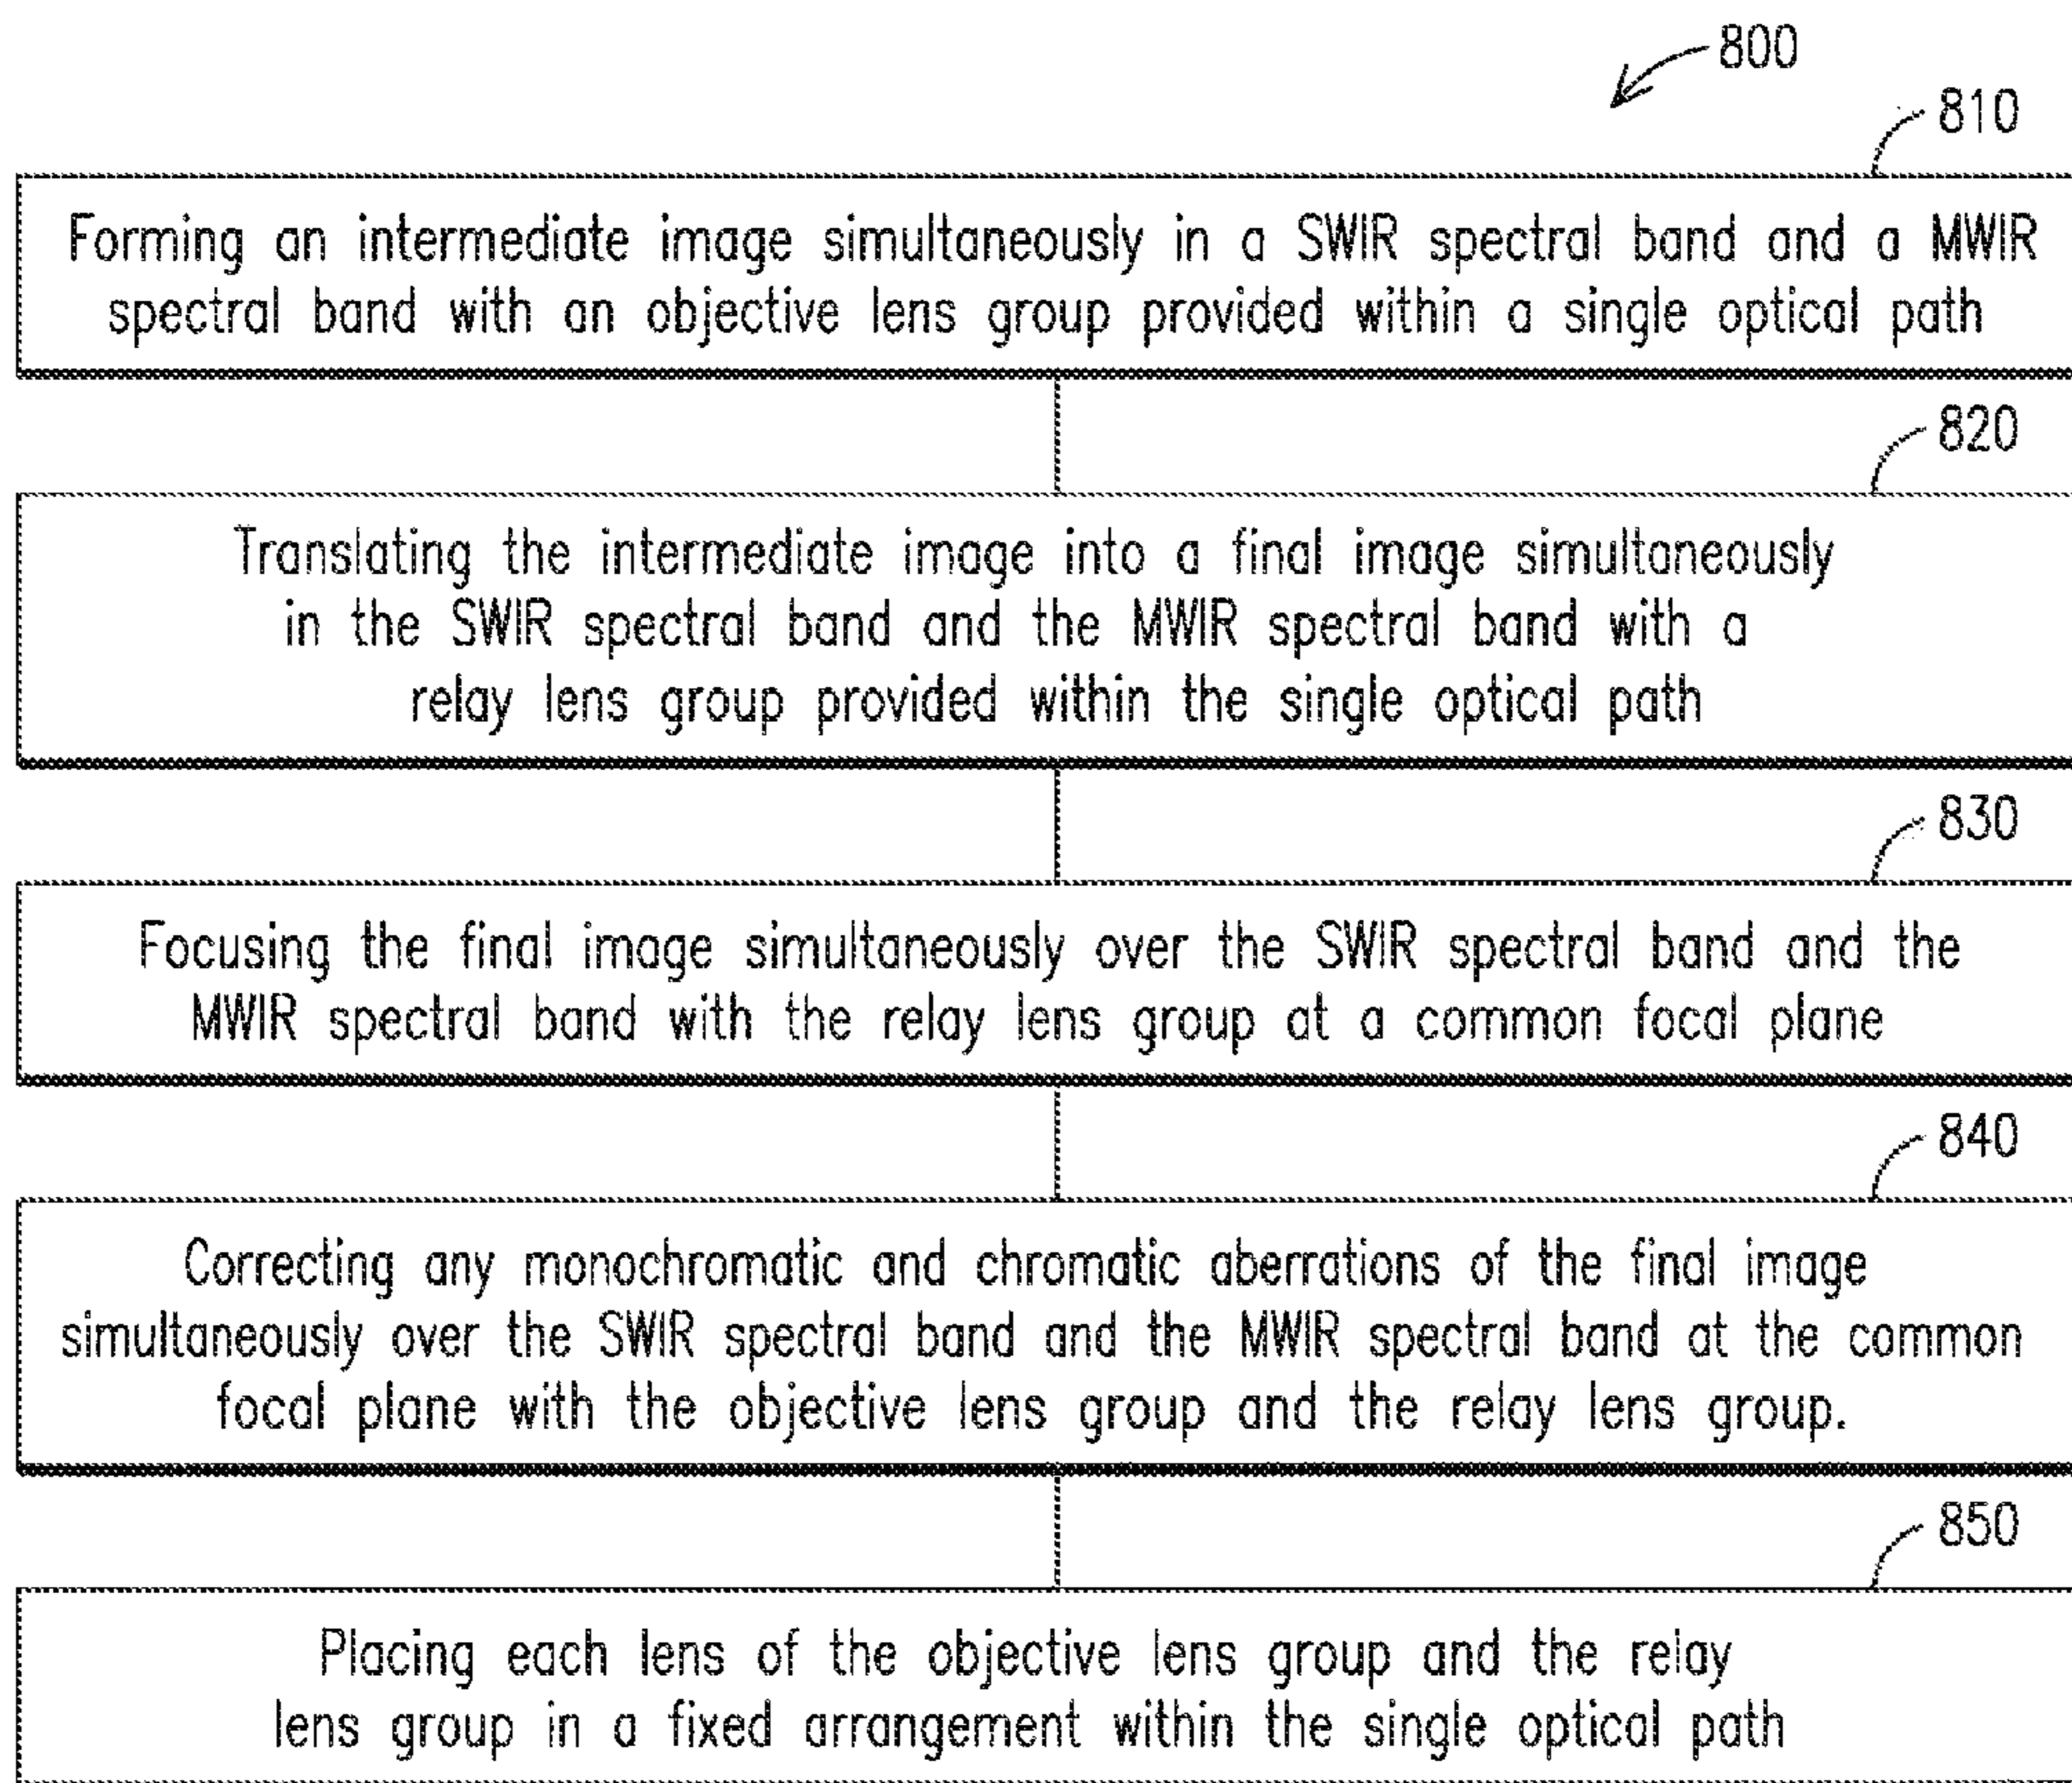 800
810
Forming an intermediate image simultaneously in a SWIR spectral band and a MWIR
spectral band with an objective lens group provided within a single optical path
820
Translating the intermediate image into a final image simultaneously
in the SWIR spectral band and the MWIR spectral band with a
relay lens group provided within the single optical path
830
Focusing the final image simultaneously over the SWIR spectral band and the
MWIR spectral band with the relay lens group at a common focal plane
840
Correcting any monochromatic and chromatic aberrations of the final image
simultaneously over the SWIR spectral band and the MWIR spectral band at the common
focal plane with the objective lens group and the relay lens group.
850
Placing each lens of the objective lens group and the relay
lens group in a fixed arrangement within the single optical path